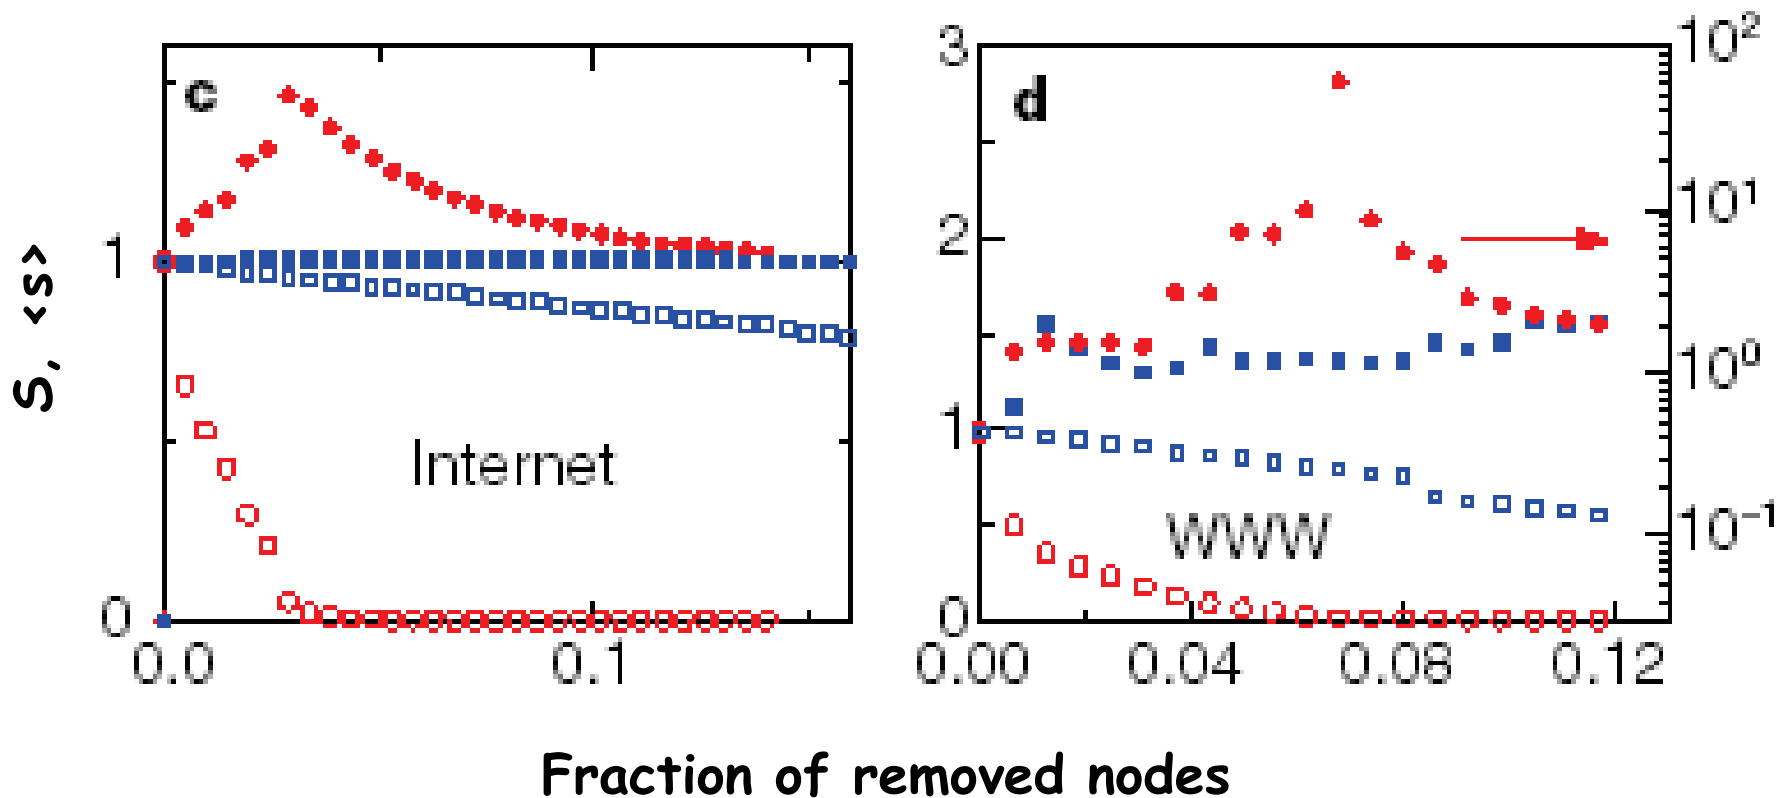 c
S, <s>
1
0
0.0
0.1
Internet
d
3
2
1
0
0.00
0.04
0.08
0.12
WWW
10²
10¹
10⁰
10⁻¹
Fraction of removed nodes